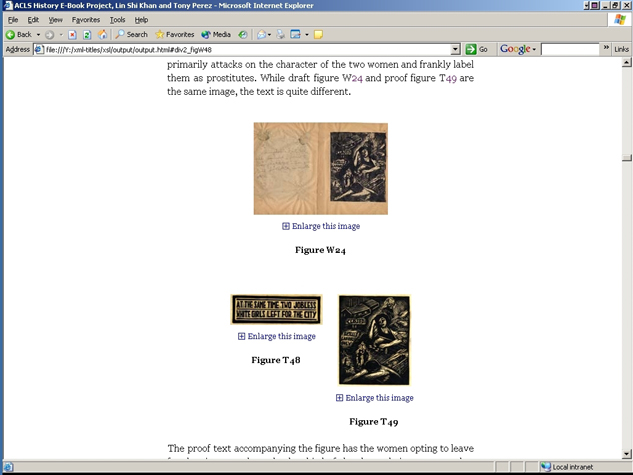 ACLS History E-Book Project, Lin Shi Khan and Tony Perez - Microsoft Internet Explorer
File Edit View Favorites Tools Help
Back Search Favorites Media
Address file:///Y:/xml-titles/xsl/output/output.html#div2_figW48 Go Google Links
primarily attacks on the character of the two women and frankly label
them as prostitutes. While draft figure W24 and proof figure T49 are
the same image, the text is quite different.
Enlarge this image
Figure W24
AT THE SAME TIME TWO JOBLESS
WHITE GIRLS LEFT FOR THE CITY
Enlarge this image
Figure T48
Enlarge this image
Figure T49
The proof text accompanying the figure has the women opting to leave
Local intranet